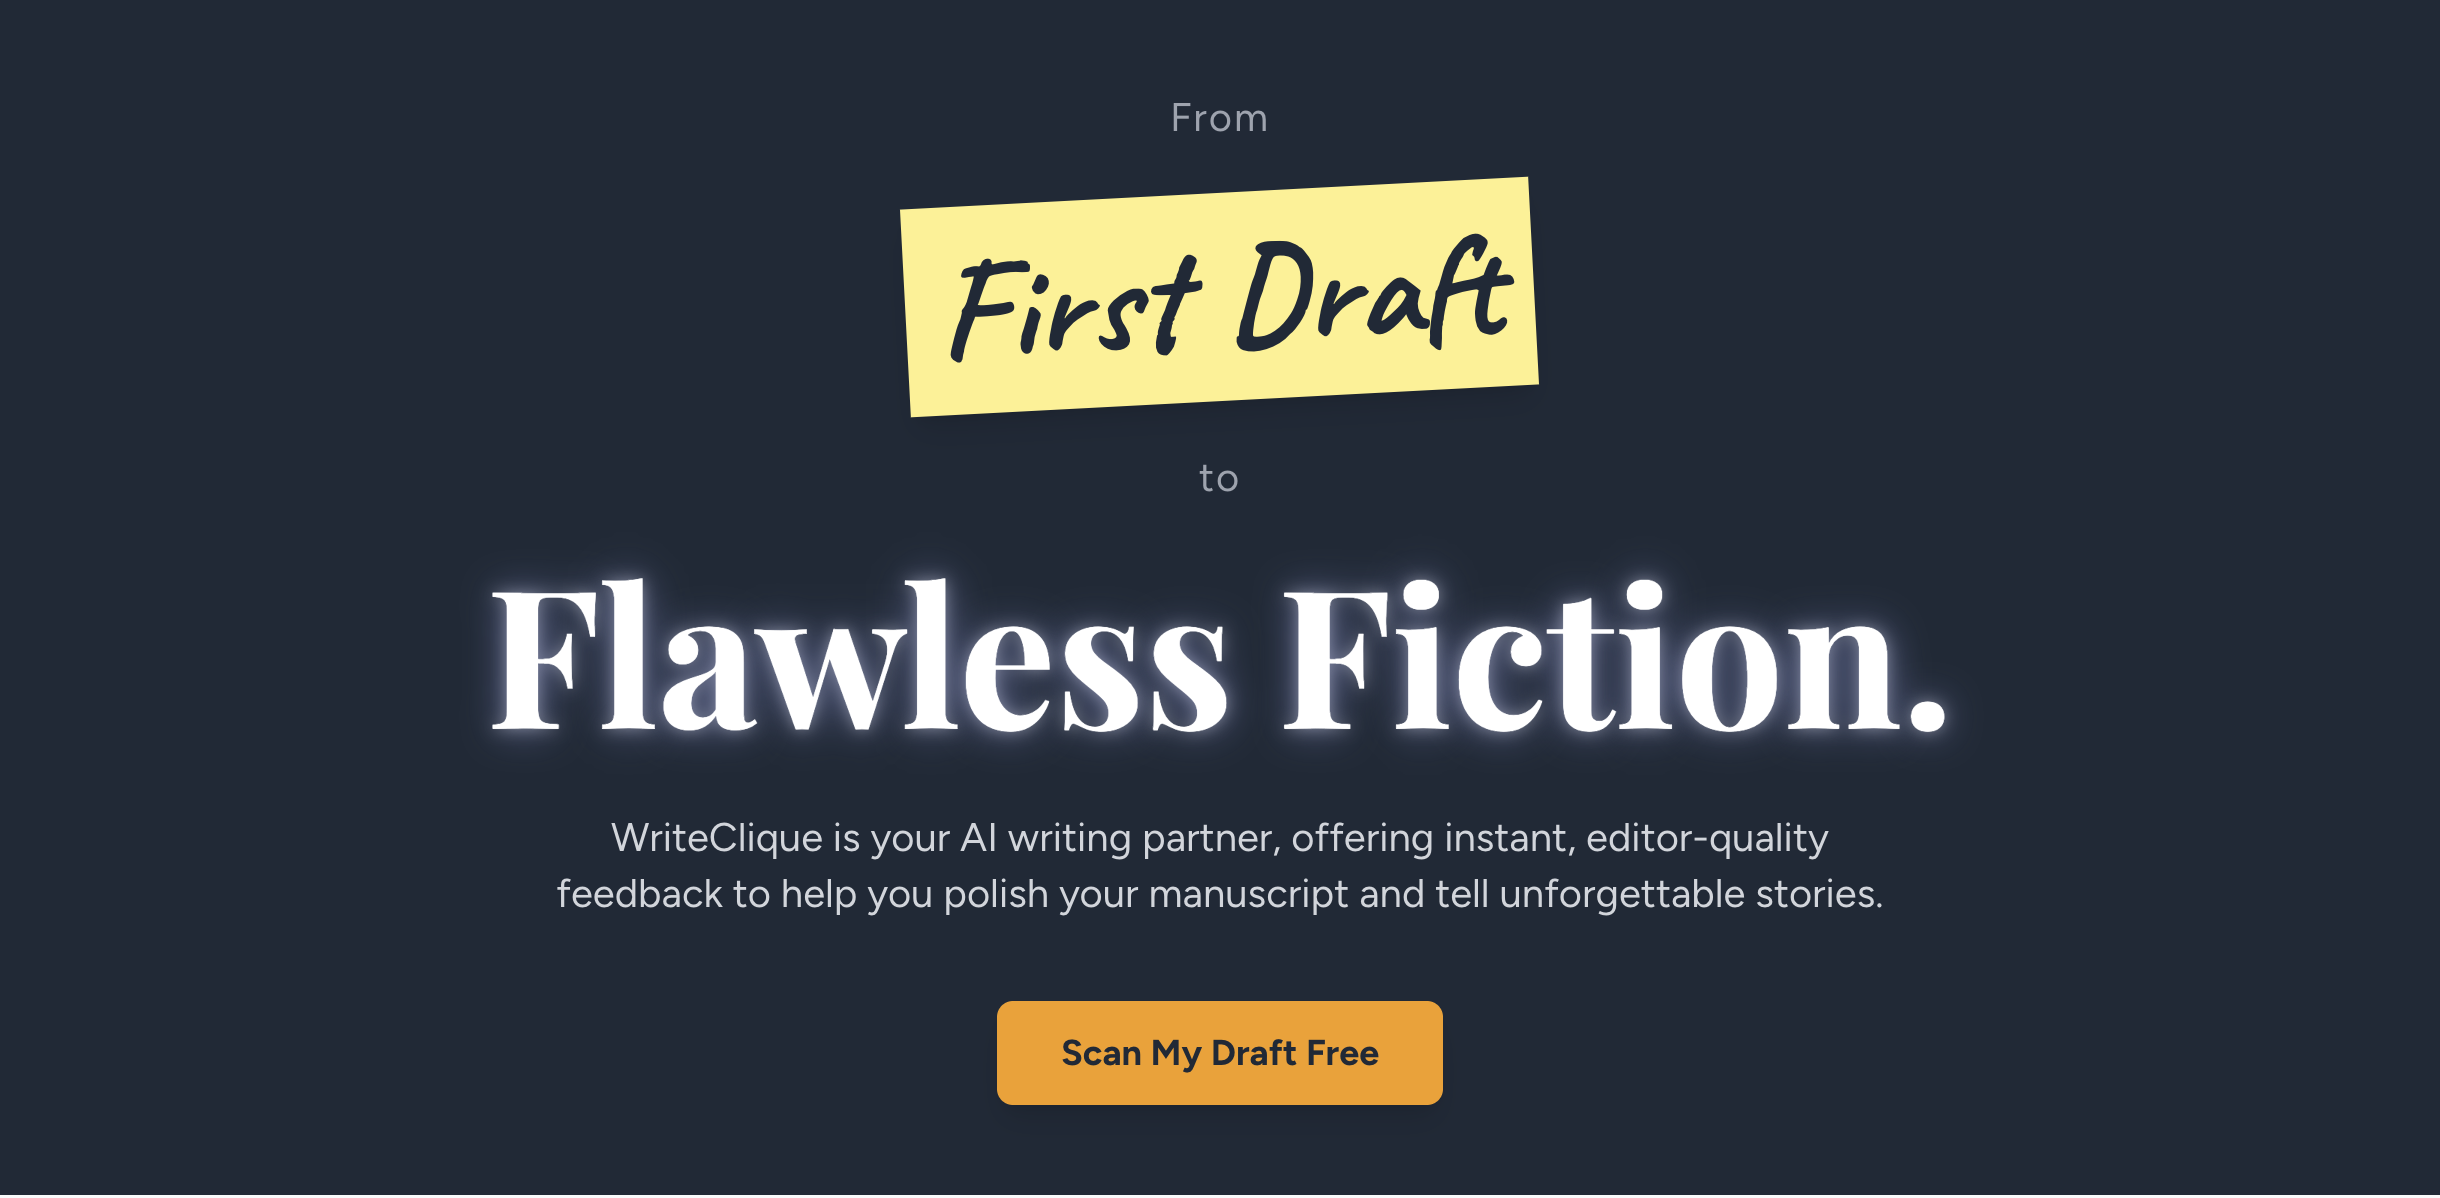 From
First Draft
to
Flawless Fiction.
WriteClique is your AI writing partner, offering instant, editor-quality
feedback to help you polish your manuscript and tell unforgettable stories.
Scan My Draft Free